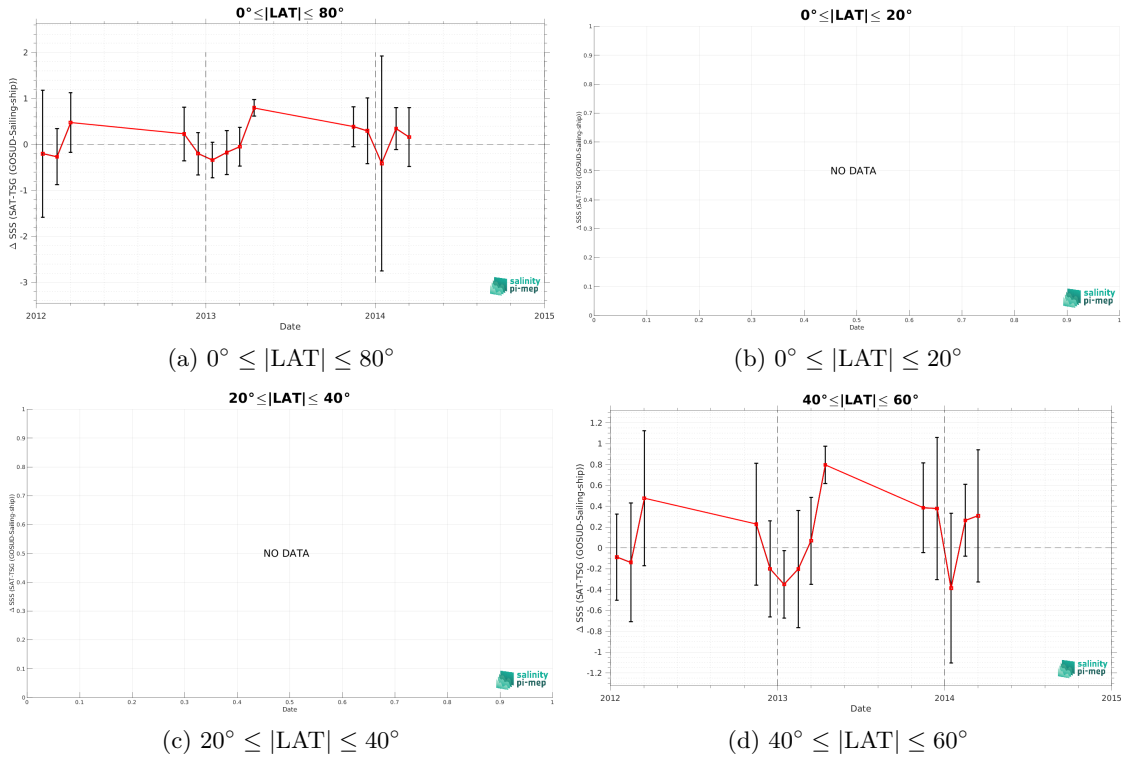 0°≤|LAT|≤ 80°
Δ SSS (SAT-TSG (GOSUD-Sailing-ship))
2
1
0
-1
-2
-3
2012
2013
2014
2015
Date
salinity
pi-mep
(a) 0° ≤ |LAT| ≤ 80°
0°≤|LAT|≤ 20°
Δ SSS (SAT-TSG (GOSUD-Sailing-ship))
1
0.9
0.8
0.7
0.6
0.5
0.4
0.3
0.2
0.1
0
NO DATA
0
0.1
0.2
0.3
0.4
0.5
0.6
0.7
0.8
0.9
1
Date
salinity
pi-mep
(b) 0° ≤ |LAT| ≤ 20°
20°≤|LAT|≤ 40°
Δ SSS (SAT-TSG (GOSUD-Sailing-ship))
1
0.9
0.8
0.7
0.6
0.5
0.4
0.3
0.2
0.1
0
NO DATA
0
0.1
0.2
0.3
0.4
0.5
0.6
0.7
0.8
0.9
1
Date
salinity
pi-mep
(c) 20° ≤ |LAT| ≤ 40°
40°≤|LAT|≤ 60°
Δ SSS (SAT-TSG (GOSUD-Sailing-ship))
1.2
1
0.8
0.6
0.4
0.2
0
-0.2
-0.4
-0.6
-0.8
-1
-1.2
2012
2013
2014
2015
Date
salinity
pi-mep
(d) 40° ≤ |LAT| ≤ 60°